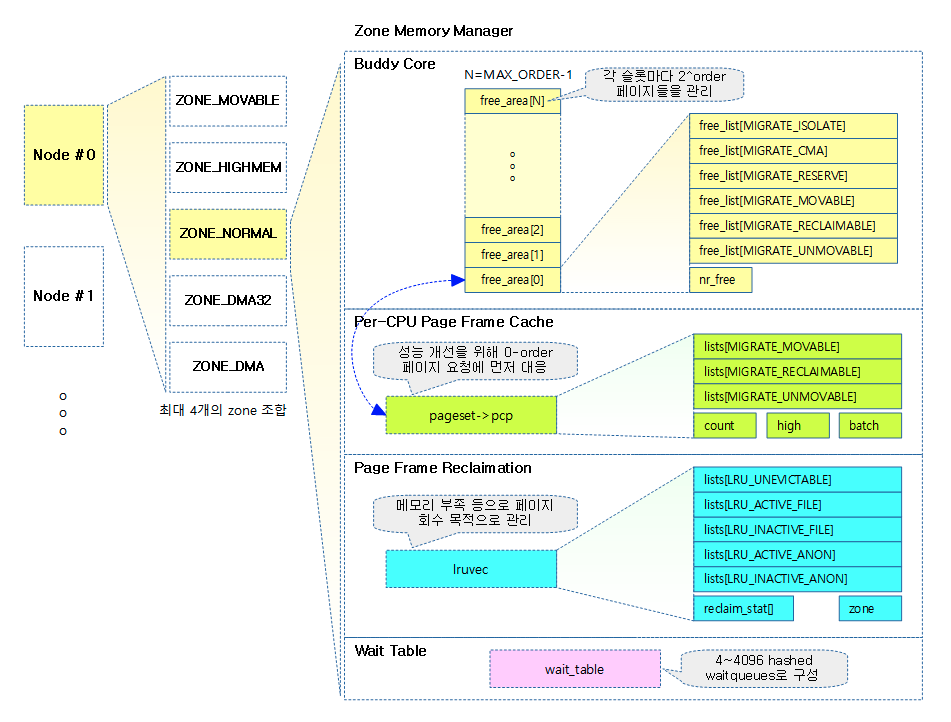 Zone Memory Manager
Node #0
Node #1
ZONE_MOVABLE
ZONE_HIGHMEM
ZONE_NORMAL
ZONE_DMA32
ZONE_DMA
최대 4개의 zone 조합
Buddy Core
N=MAX_ORDER-1
각 슬롯마다 2^order
페이지들을 관리
free_area[N]
free_area[2]
free_area[1]
free_area[0]
free_list[MIGRATE_ISOLATE]
free_list[MIGRATE_CMA]
free_list[MIGRATE_RESERVE]
free_list[MIGRATE_MOVABLE]
free_list[MIGRATE_RECLAIMABLE]
free_list[MIGRATE_UNMOVABLE]
nr_free
Per-CPU Page Frame Cache
성능 개선을 위해 0-order
페이지 요청에 먼저 대응
pageset->pcp
lists[MIGRATE_MOVABLE]
lists[MIGRATE_RECLAIMABLE]
lists[MIGRATE_UNMOVABLE]
count
high
batch
Page Frame Reclaimation
메모리 부족 등으로 페이지
회수 목적으로 관리
lruvec
lists[LRU_UNEVICTABLE]
lists[LRU_ACTIVE_FILE]
lists[LRU_INACTIVE_FILE]
lists[LRU_ACTIVE_ANON]
lists[LRU_INACTIVE_ANON]
reclaim_stat[]
zone
Wait Table
wait_table
4~4096 hashed
waitqueues로 구성